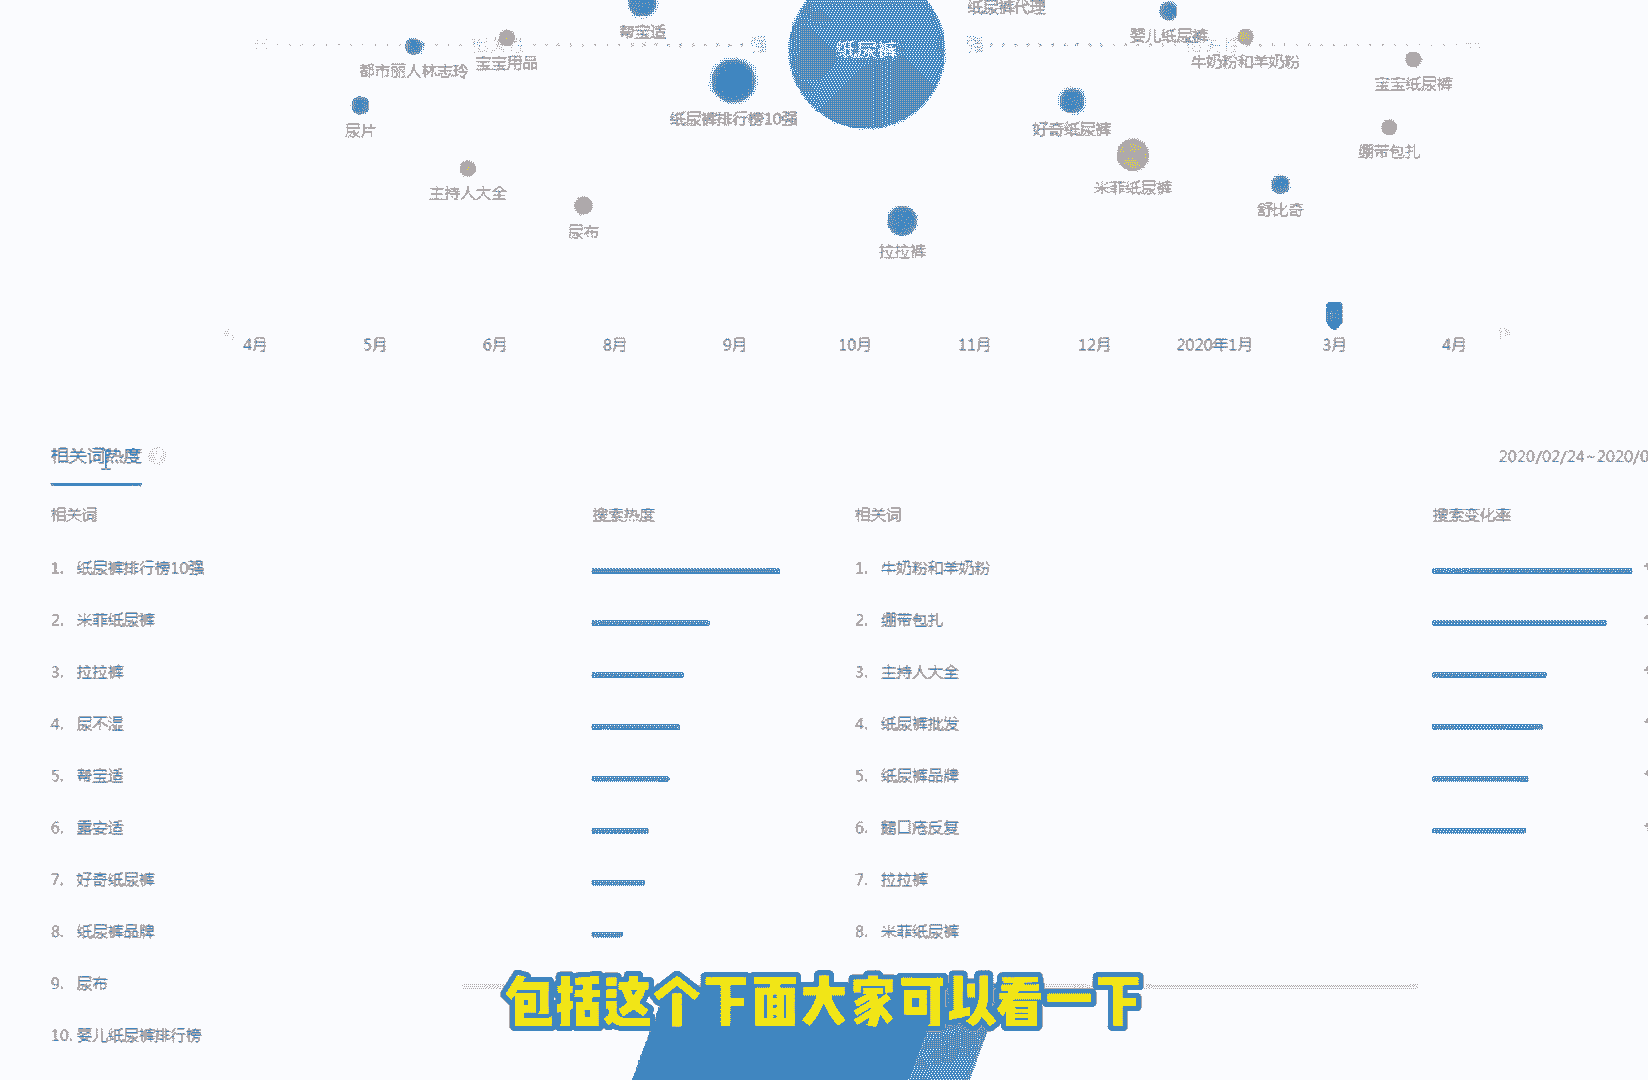 纸尿裤代理
帮宝适
婴儿纸尿裤
纸尿裤
都市丽人林志玲
宝宝用品
牛奶粉和羊奶粉
宝宝纸尿裤
纸尿裤排行榜10强
尿片
好奇纸尿裤
绷带包扎
主持人大全
米菲纸尿裤
舒比奇
尿布
拉拉裤
4月 5月 6月 8月 9月 10月 11月 12月 2020年1月 3月 4月
相关词热度
2020/02/24~2020/0
相关词 搜索热度 相关词 搜索变化率
1. 纸尿裤排行榜10强 1. 牛奶粉和羊奶粉
2. 米菲纸尿裤 2. 绷带包扎
3. 拉拉裤 3. 主持人大全
4. 尿不湿 4. 纸尿裤批发
5. 帮宝适 5. 纸尿裤品牌
6. 露安适 6. 鹅口疮反复
7. 好奇纸尿裤 7. 拉拉裤
8. 纸尿裤品牌 8. 米菲纸尿裤
9. 尿布
10. 婴儿纸尿裤排行榜
包括这个下面大家可以看一下